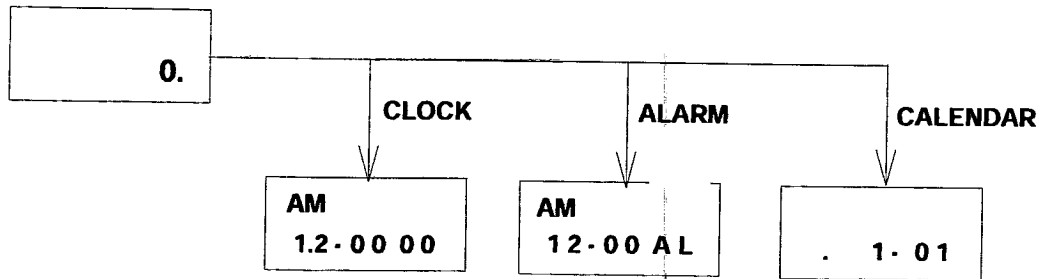 0.
CLOCK
ALARM
CALENDAR
AM
1.2·00 00
AM
12·00 AL
. 1·01